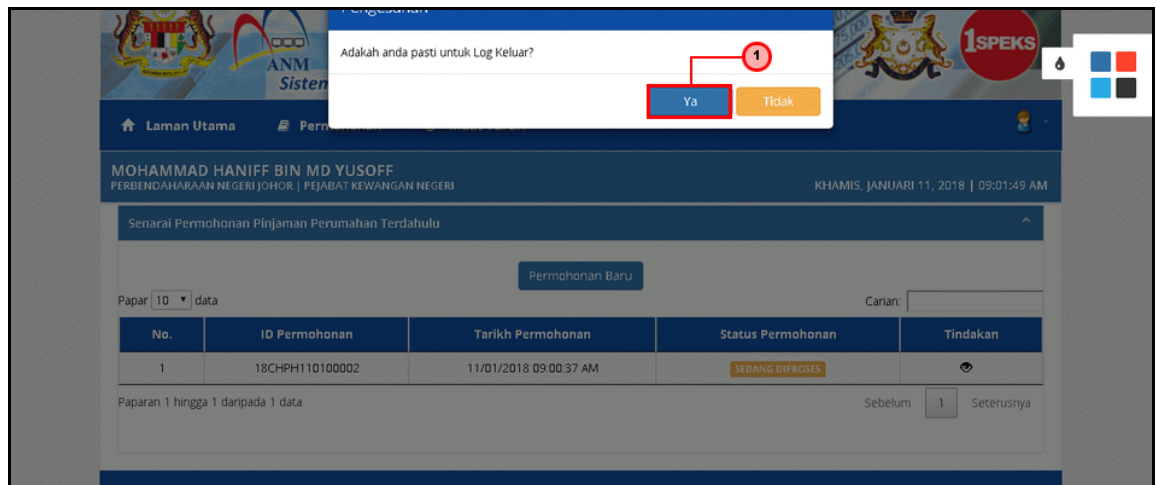 Pengesahan
Adakah anda pasti untuk Log Keluar?
1
Ya
Tidak
ANM
Sistem
1SPEKS
Laman Utama
MOHAMMAD HANIFF BIN MD YUSOFF
PERBENDAHARAAN NEGERI JOHOR | PEJABAT KEWANGAN NEGERI
KHAMIS, JANUARI 11, 2018 | 09:01:49 AM
Senarai Permohonan Pinjaman Perumahan Terdahulu
Permohonan Baru
Papar 10 data
Carian:
No. ID Permohonan Tarikh Permohonan Status Permohonan Tindakan
1 18CHPH110100002 11/01/2018 09:00:37 AM SEDANG DIPROSES
Paparan 1 hingga 1 daripada 1 data
Sebelum 1 Seterusnya